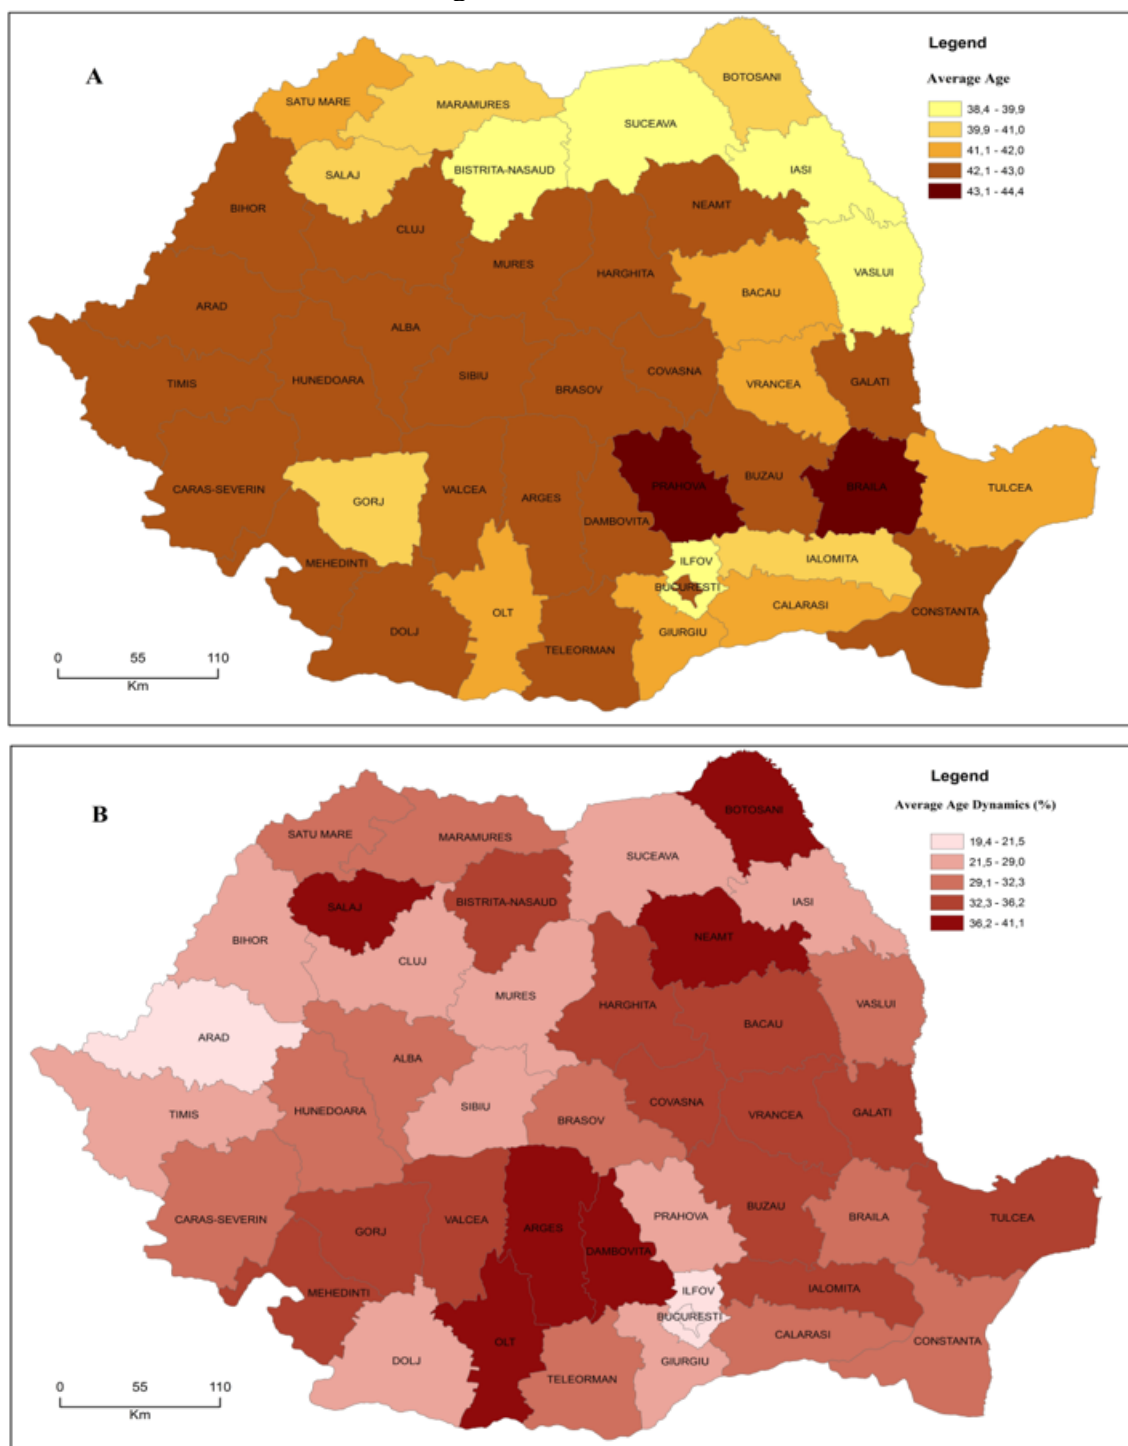 A
Legend
Average Age
38,4 - 39,9
39,9 - 41,0
41,1 - 42,0
42,1 - 43,0
43,1 - 44,4
BOTOSANI
SATU MARE
MARAMURES
SUCEAVA
SALAJ
BISTRITA-NASAUD
IASI
BIHOR
NEAMT
CLUJ
MURES
HARGHITA
VASLUI
BACAU
ARAD
ALBA
TIMIS
HUNEDOARA
SIBIU
BRASOV
COVASNA
VRANCEA
GALATI
CARAS-SEVERIN
GORJ
VALCEA
ARGES
PRAHOVA
BUZAU
BRAILA
TULCEA
DAMBOVITA
MEHEDINTI
ILFOV
IALOMITA
BUCURESTI
CALARASI
CONSTANTA
DOLJ
OLT
TELEORMAN
GIURGIU
0 55 110
Km
B
Legend
Average Age Dynamics (%)
19,4 - 21,5
21,5 - 29,0
29,1 - 32,3
32,3 - 36,2
36,2 - 41,1
BOTOSANI
SATU MARE
MARAMURES
SUCEAVA
SALAJ
BISTRITA-NASAUD
IASI
BIHOR
NEAMT
CLUJ
MURES
HARGHITA
VASLUI
BACAU
ARAD
ALBA
TIMIS
HUNEDOARA
SIBIU
BRASOV
COVASNA
VRANCEA
GALATI
CARAS-SEVERIN
GORJ
VALCEA
ARGES
PRAHOVA
BUZAU
BRAILA
TULCEA
DAMBOVITA
MEHEDINTI
ILFOV
IALOMITA
BUCURESTI
CALARASI
CONSTANTA
DOLJ
OLT
TELEORMAN
GIURGIU
0 55 110
Km